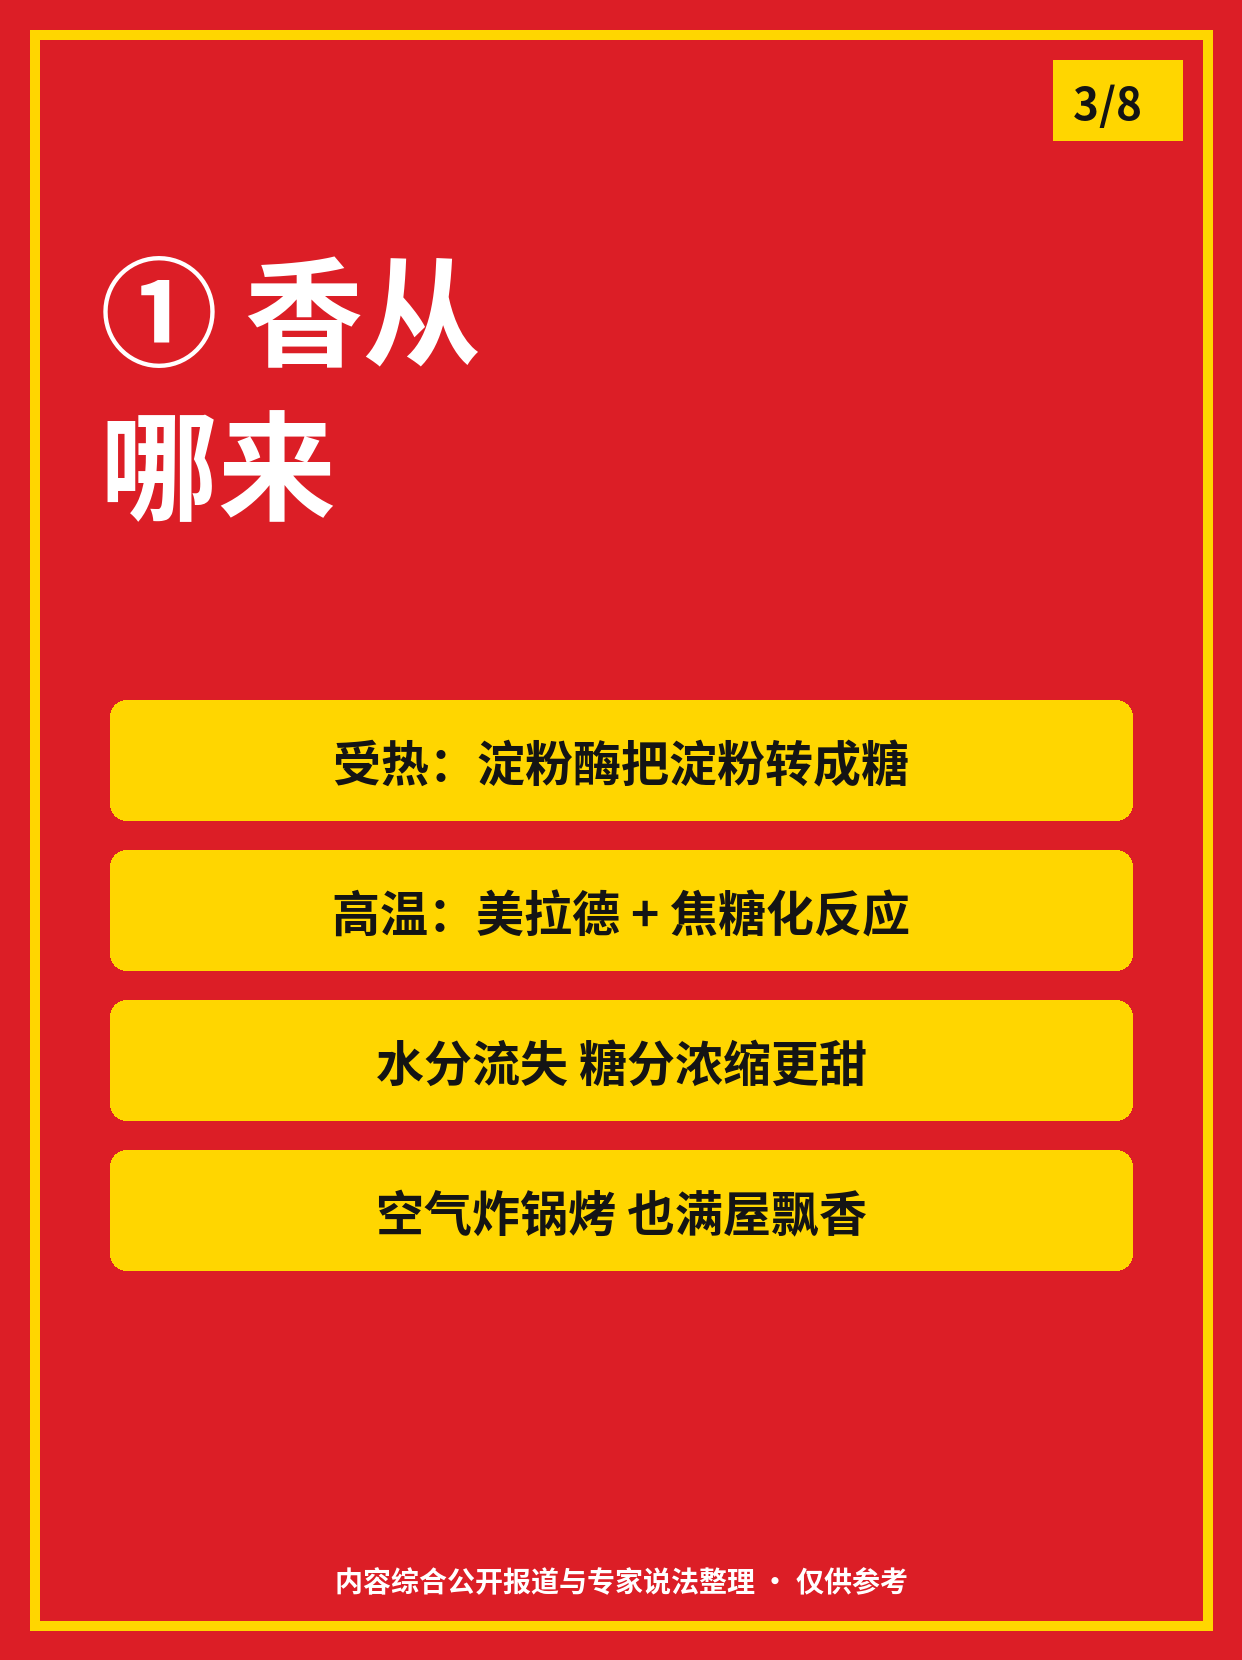 3/8
① 香从
哪来
受热：淀粉酶把淀粉转成糖
高温：美拉德 + 焦糖化反应
水分流失 糖分浓缩更甜
空气炸锅烤 也满屋飘香
内容综合公开报道与专家说法整理 · 仅供参考